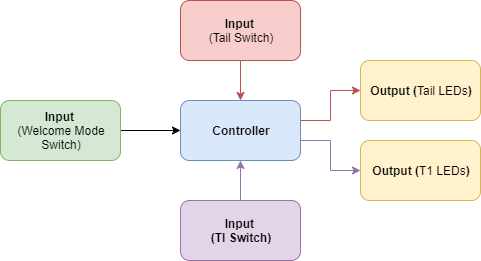 Input
(Tail Switch)
Output (Tail LEDs)
Input
(Welcome Mode
Switch)
Controller
Output (T1 LEDs)
Input
(TI Switch)